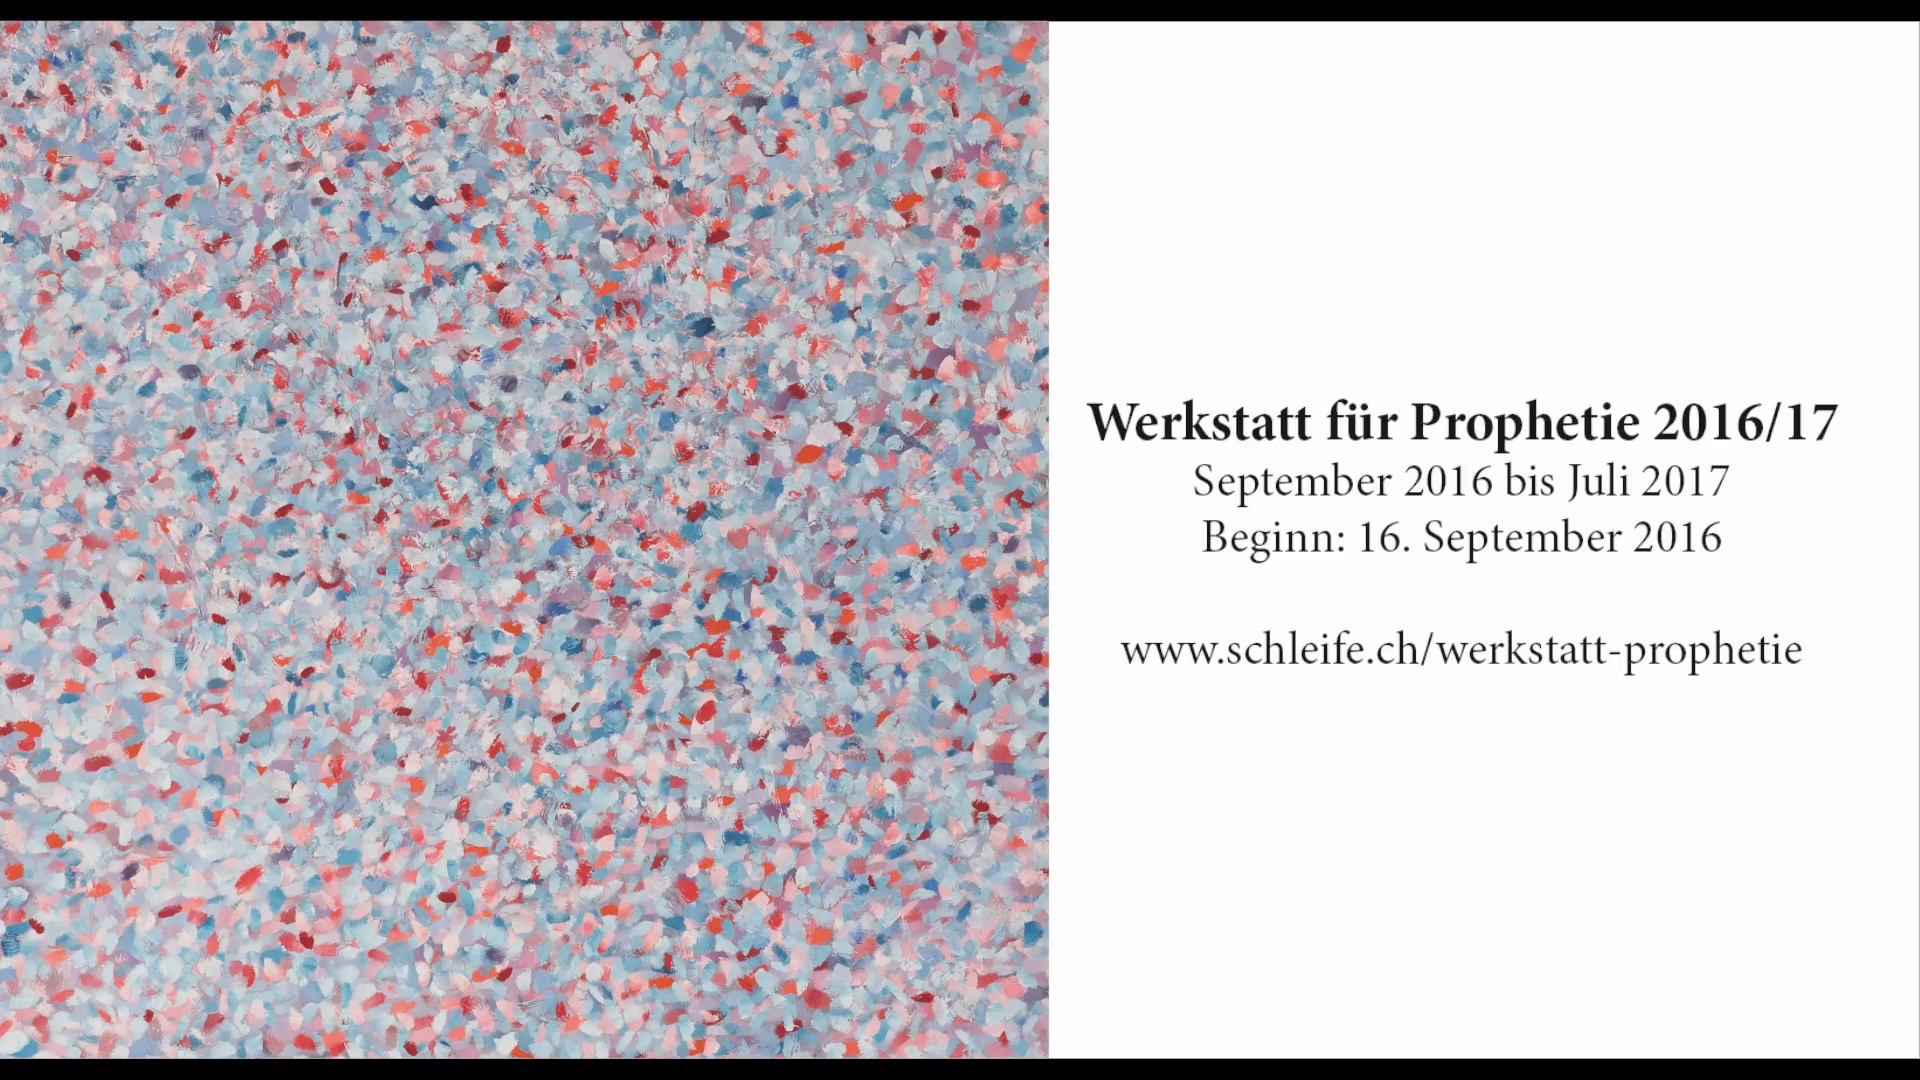 Werkstatt für Prophetie 2016/17
September 2016 bis Juli 2017
Beginn: 16. September 2016
www.schleife.ch/werkstatt-prophetie